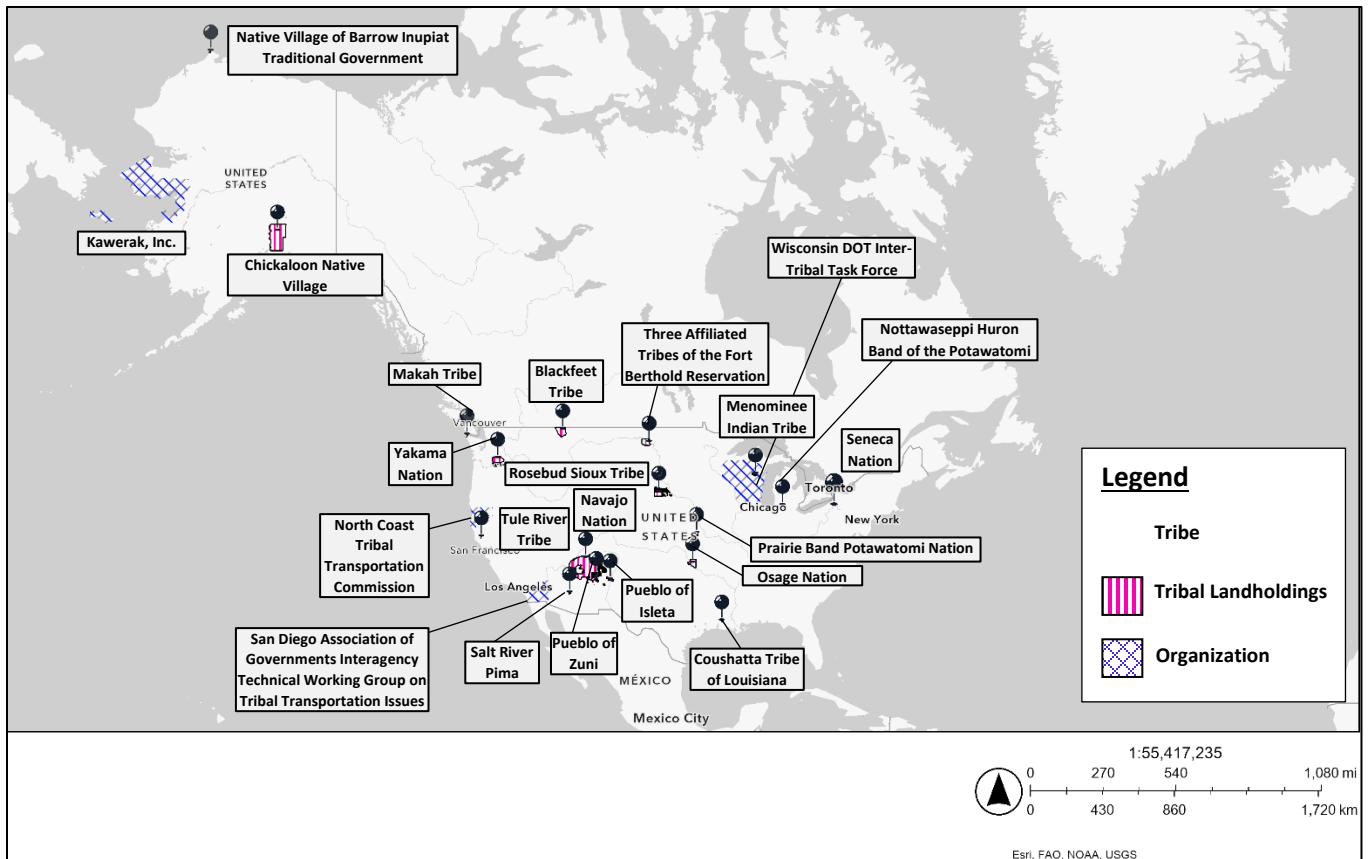 Native Village of Barrow Inupiat
Traditional Government
UNITED
STATES
Kawerak, Inc.
Chickaloon Native
Village
Wisconsin DOT Inter-
Tribal Task Force
Three Affiliated
Tribes of the Fort
Berthold Reservation
Nottawaseppi Huron
Band of the Potawatomi
Makah Tribe
Blackfeet
Tribe
Menominee
Indian Tribe
Vancouver
Seneca
Nation
Yakama
Nation
Rosebud Sioux Tribe
Toronto
Chicago
New York
Navajo
Nation
UNITED
STATES
North Coast
Tribal
Transportation
Commission
Tule River
Tribe
San Francisco
Prairie Band Potawatomi Nation
Osage Nation
Los Angeles
Pueblo of
Isleta
San Diego Association of
Governments Interagency
Technical Working Group on
Tribal Transportation Issues
Salt River
Pima
Pueblo of
Zuni
Coushatta Tribe
of Louisiana
MÉXICO
Mexico City
Legend
Tribe
Tribal Landholdings
Organization
1:55,417,235
0 270 540 1,080 mi
0 430 860 1,720 km
Esri, FAO, NOAA, USGS